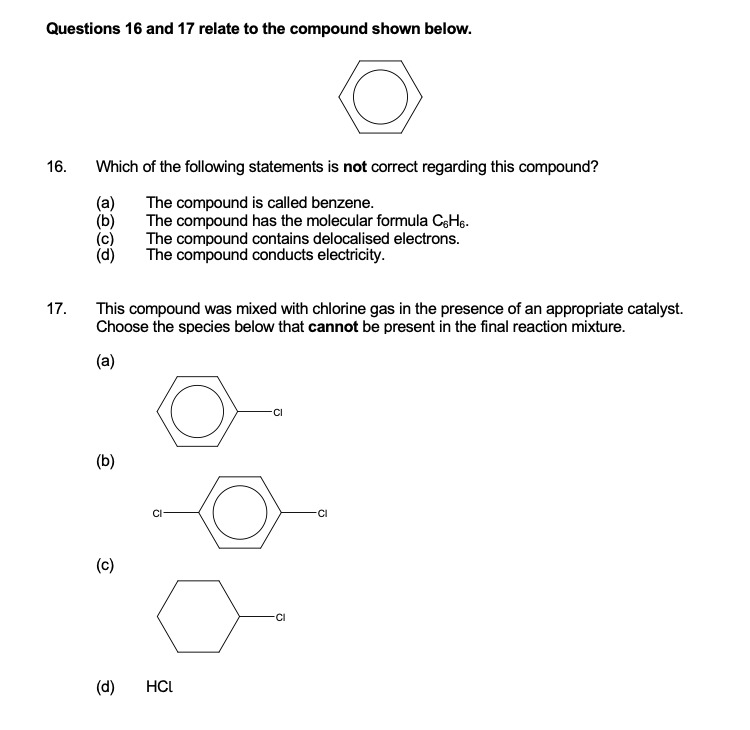 Questions 16 and 17 relate to the compound shown below.
16. Which of the following statements is not correct regarding this compound?
(a) The compound is called benzene.
(b) The compound has the molecular formula C₆H₆.
(c) The compound contains delocalised electrons.
(d) The compound conducts electricity.
17. This compound was mixed with chlorine gas in the presence of an appropriate catalyst.
Choose the species below that cannot be present in the final reaction mixture.
(a)
Cl
(b)
Cl Cl
(c)
Cl
(d) HCl